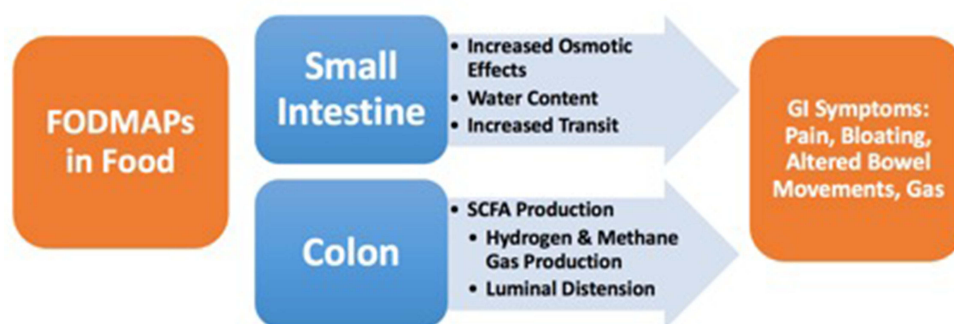 FODMAPs
in Food
Small
Intestine
• Increased Osmotic
Effects
• Water Content
• Increased Transit
Colon
• SCFA Production
• Hydrogen & Methane
Gas Production
• Luminal Distension
GI Symptoms:
Pain, Bloating,
Altered Bowel
Movements, Gas